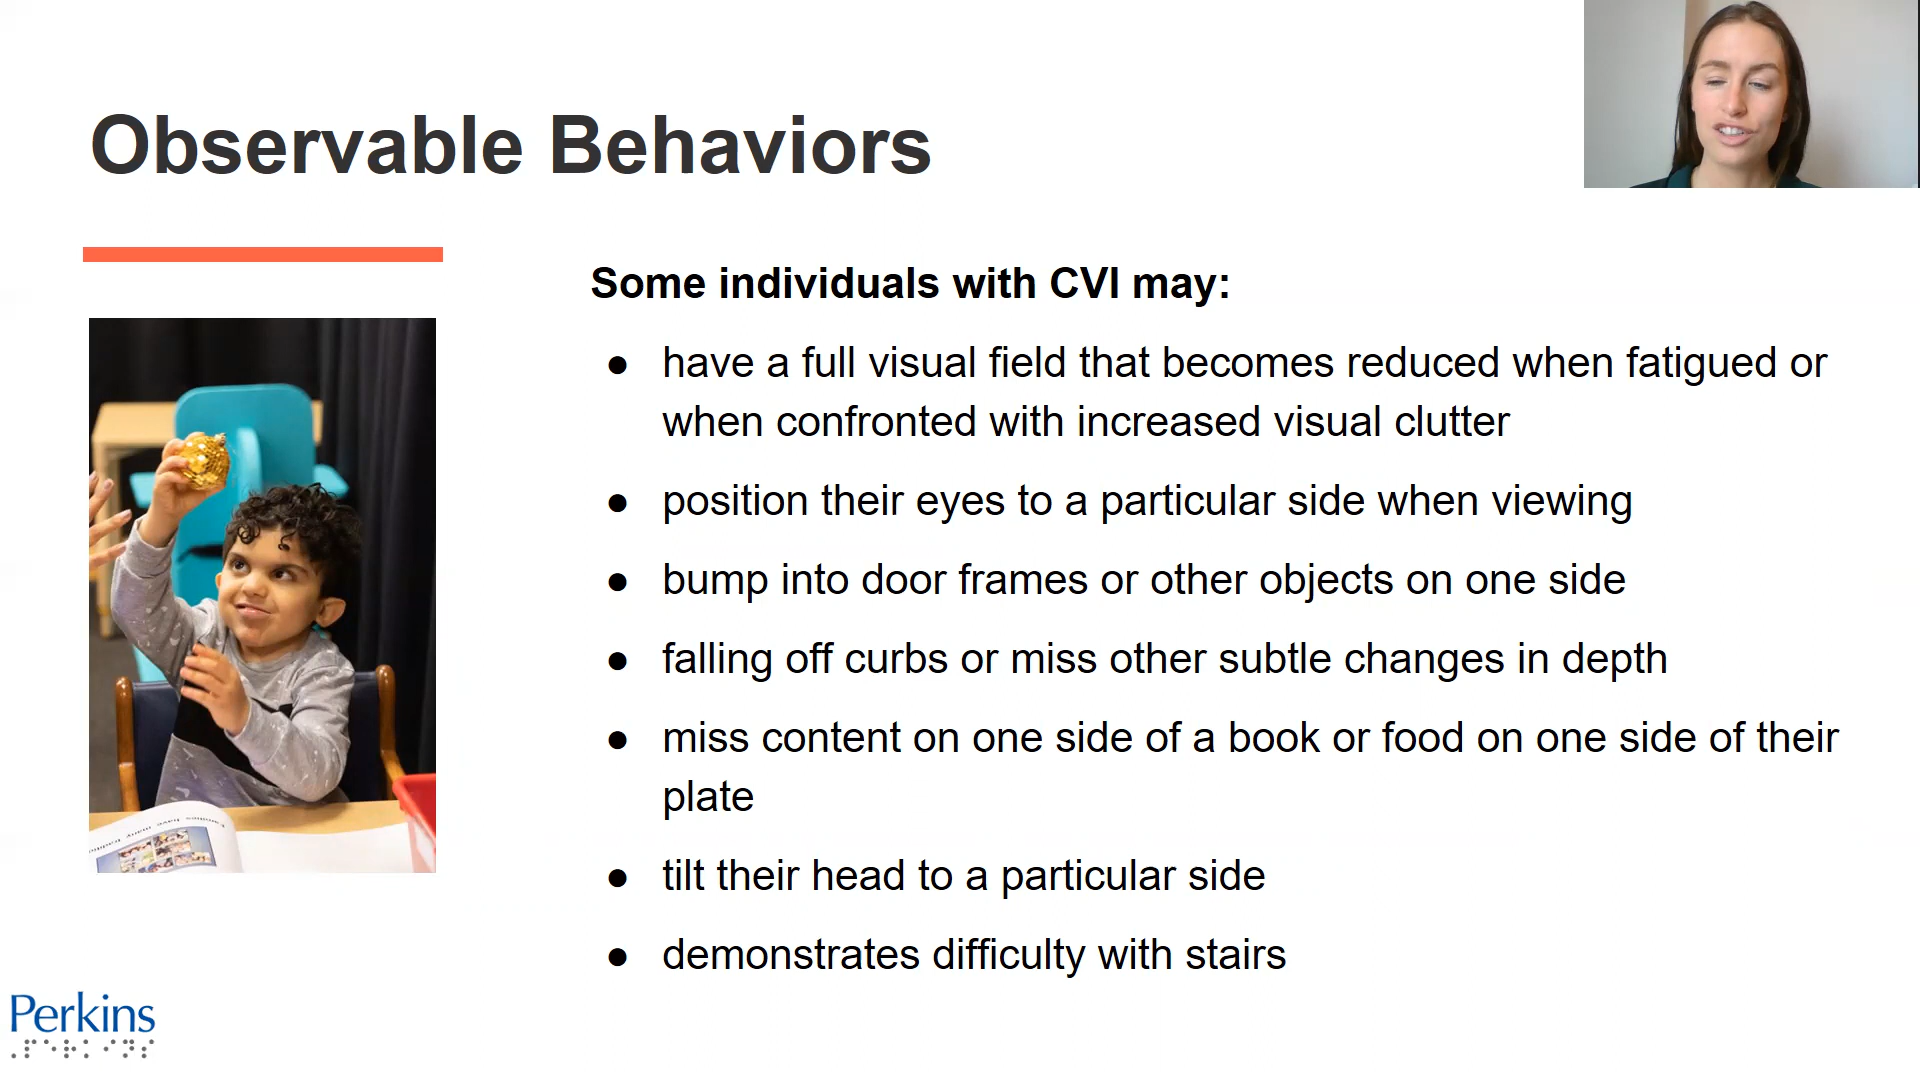 Observable Behaviors
Some individuals with CVI may:
● have a full visual field that becomes reduced when fatigued or
when confronted with increased visual clutter
● position their eyes to a particular side when viewing
● bump into door frames or other objects on one side
● falling off curbs or miss other subtle changes in depth
● miss content on one side of a book or food on one side of their
plate
● tilt their head to a particular side
● demonstrates difficulty with stairs
Perkins
⠠⠏⠑⠗⠅⠊⠝⠎